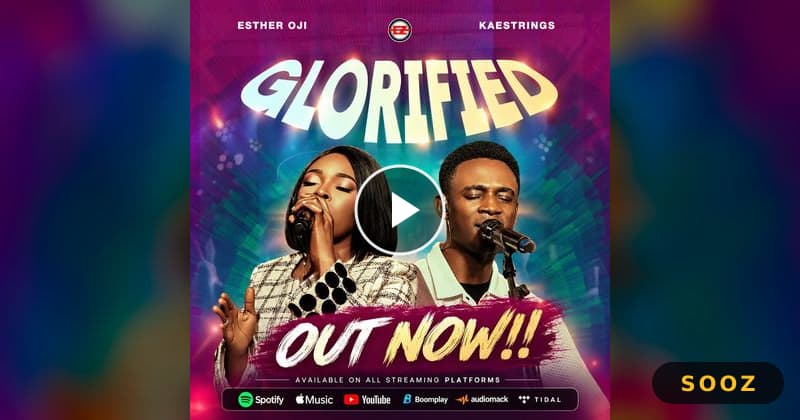 ESTHER OJI
KAESTRINGS
GLORIFIED
OUT NOW!!
AVAILABLE ON ALL STREAMING PLATFORMS
Spotify Music YouTube Boomplay audiomack TIDAL
SOOZ